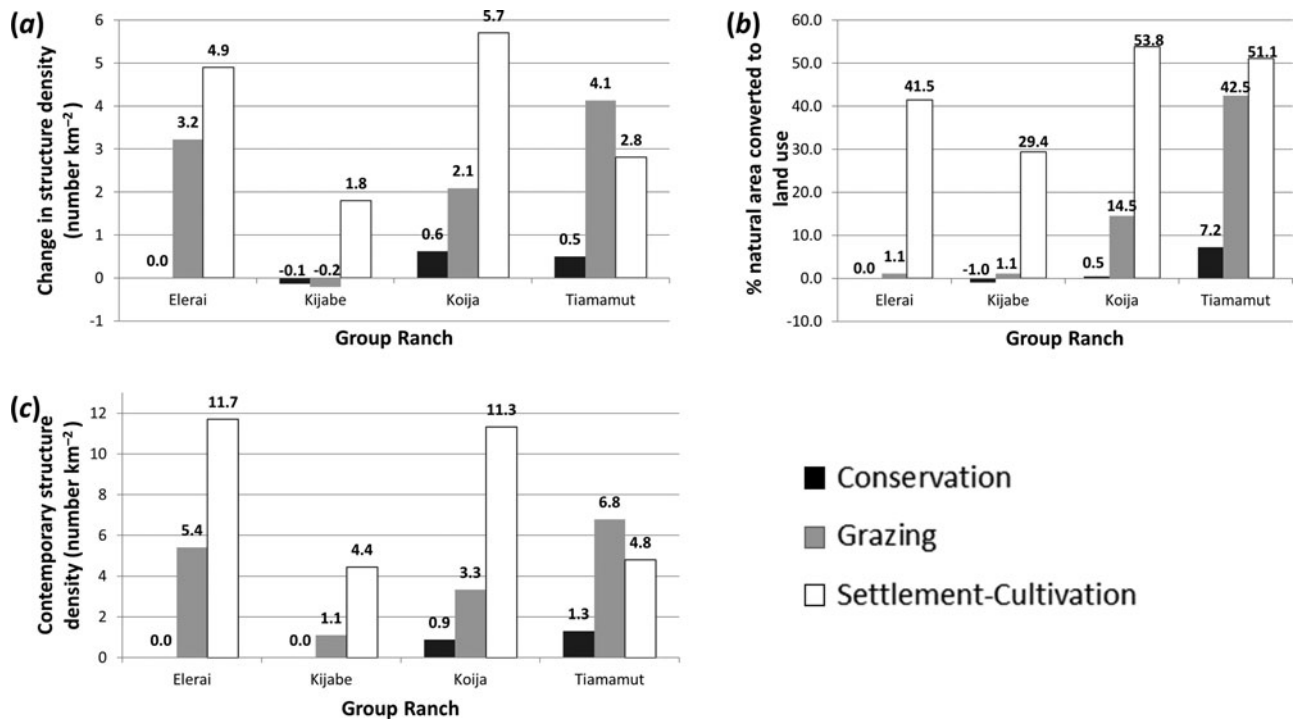 (a)
Change in structure density
(number km⁻²)
6
5
4
3
2
1
0
-1
0.0
3.2
4.9
-0.1
-0.2
1.8
0.6
2.1
5.7
0.5
4.1
2.8
Elerai
Kijabe
Koija
Tiamamut
Group Ranch
(b)
% natural area converted to
land use
60.0
50.0
40.0
30.0
20.0
10.0
0.0
-10.0
0.0
1.1
41.5
-1.0
1.1
29.4
0.5
14.5
53.8
7.2
42.5
51.1
Elerai
Kijabe
Koija
Tiamamut
Group Ranch
(c)
Contemporary structure
density (number km⁻²)
12
10
8
6
4
2
0
0.0
5.4
11.7
0.0
1.1
4.4
0.9
3.3
11.3
1.3
6.8
4.8
Elerai
Kijabe
Koija
Tiamamut
Group Ranch
Conservation
Grazing
Settlement-Cultivation